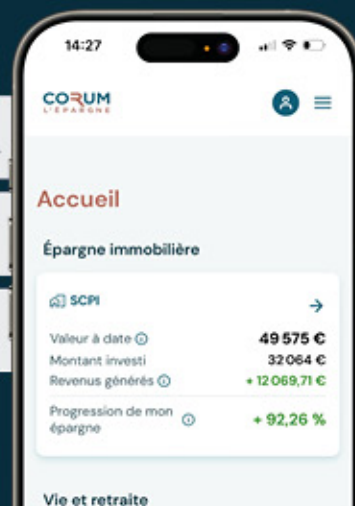 14:27
CORUM
L'ÉPARGNE
Accueil
Épargne immobilière
SCPI
Valeur à date 49 575 €
Montant investi 32 064 €
Revenus générés + 12 069,71 €
Progression de mon + 92,26 %
épargne
Vie et retraite